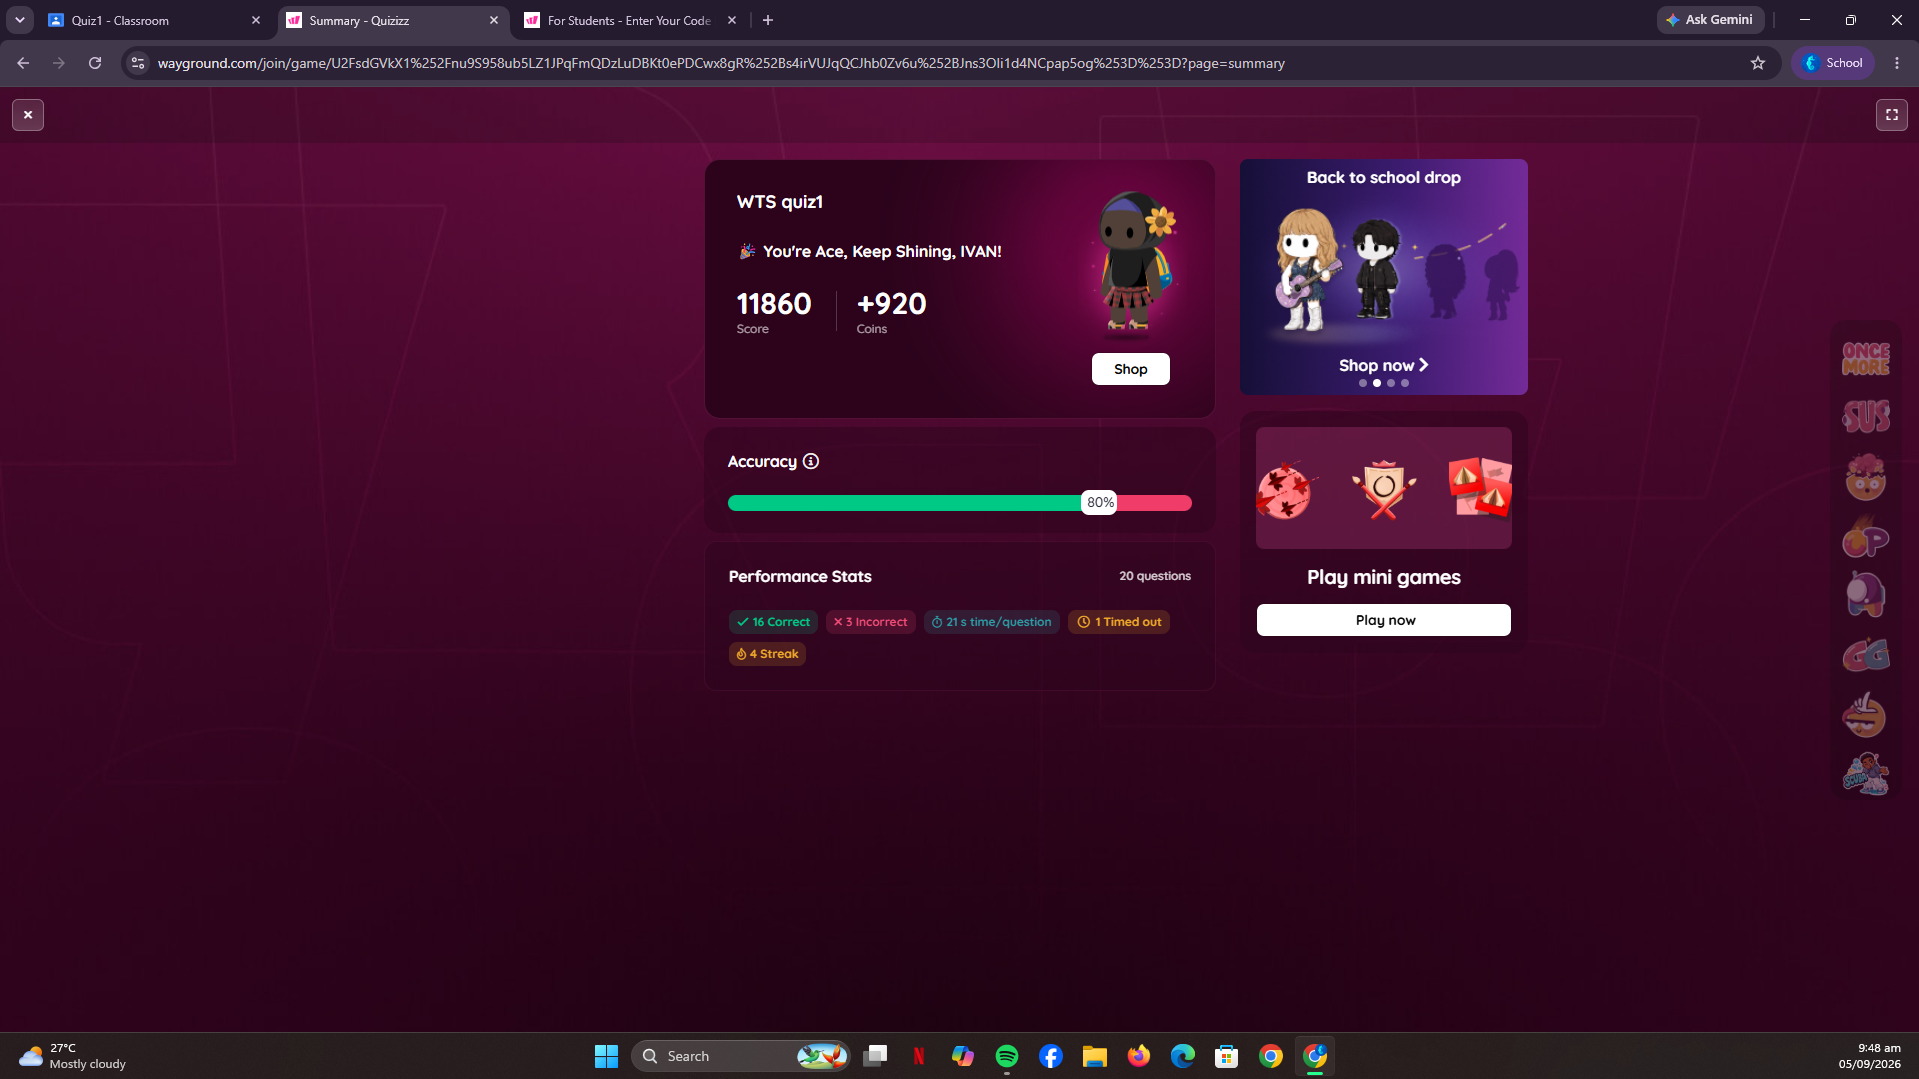 Quiz1 - Classroom
Summary - Quizizz
For Students - Enter Your Code
Ask Gemini
wayground.com/join/game/U2FsdGVkX1%252Fnu9S958ub5LZ1JPqFmQDzLuDBKt0ePDCwx8gR%252Bs4irVUJqQCJhb0Zv6u%252BJns3Oli1d4NCpap5og%253D%253D?page=summary
School
WTS quiz1
You're Ace, Keep Shining, IVAN!
11860
Score
+920
Coins
Shop
Back to school drop
Shop now
Accuracy
80%
Performance Stats
20 questions
16 Correct
3 Incorrect
21 s time/question
1 Timed out
4 Streak
Play mini games
Play now
ONCE
MORE
SUS
OP
GG
SCUBA
27°C
Mostly cloudy
Search
9:48 am
05/09/2026